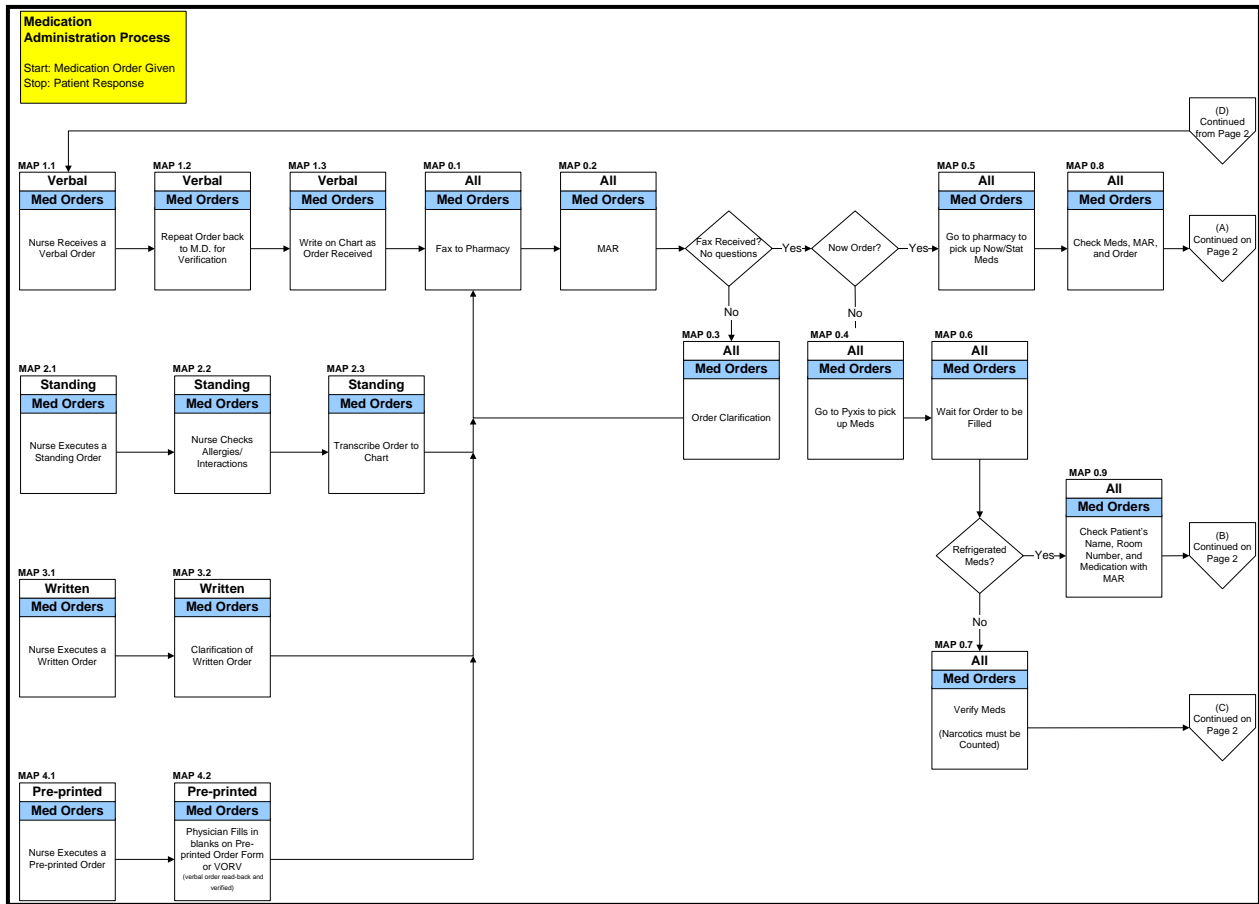 Medication
Administration Process
Start: Medication Order Given
Stop: Patient Response
(D)
Continued
from Page 2
MAP 1.1
Verbal
Med Orders
Nurse Receives a
Verbal Order
MAP 1.2
Verbal
Med Orders
Repeat Order back
to M.D. for
Verification
MAP 1.3
Verbal
Med Orders
Write on Chart as
Order Received
MAP 0.1
All
Med Orders
Fax to Pharmacy
MAP 0.2
All
Med Orders
MAR
Fax Received?
No questions
Yes
No
Now Order?
Yes
No
MAP 0.5
All
Med Orders
Go to pharmacy to
pick up Now/Stat
Meds
MAP 0.8
All
Med Orders
Check Meds, MAR,
and Order
(A)
Continued on
Page 2
MAP 2.1
Standing
Med Orders
Nurse Executes a
Standing Order
MAP 2.2
Standing
Med Orders
Nurse Checks
Allergies/
Interactions
MAP 2.3
Standing
Med Orders
Transcribe Order to
Chart
MAP 0.3
All
Med Orders
Order Clarification
MAP 0.4
All
Med Orders
Go to Pyxis to pick
up Meds
MAP 0.6
All
Med Orders
Wait for Order to be
Filled
Refrigerated
Meds?
Yes
No
MAP 0.9
All
Med Orders
Check Patient's
Name, Room
Number, and
Medication with
MAR
(B)
Continued on
Page 2
MAP 3.1
Written
Med Orders
Nurse Executes a
Written Order
MAP 3.2
Written
Med Orders
Clarification of
Written Order
MAP 0.7
All
Med Orders
Verify Meds
(Narcotics must be
Counted)
(C)
Continued on
Page 2
MAP 4.1
Pre-printed
Med Orders
Nurse Executes a
Pre-printed Order
MAP 4.2
Pre-printed
Med Orders
Physician Fills in
blanks on Pre-
printed Order Form
or VORV
(verbal order read-back and
verified)